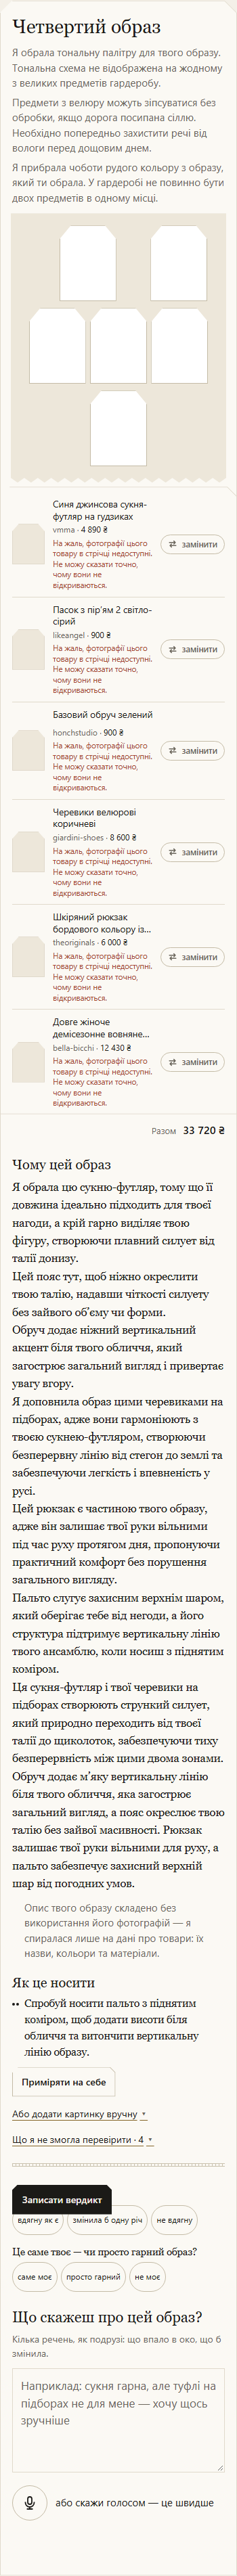 Четвертий образ
Я обрала тональну палітру для твого образу.
Тональна схема не відображена на жодному
з великих предметів гардеробу.
Предмети з велюру можуть зіпсуватися без
обробки, якщо дорога посипана сіллю.
Необхідно попередньо захистити речі від
вологи перед дощовим днем.
Я прибрала чоботи рудого кольору з образу,
який ти обрала. У гардеробі не повинно бути
двох предметів в одному місці.
Синя джинсова сукня-
футляр на гудзиках
vmma · 4 890 ₴
На жаль, фотографії цього
товару в стрічці недоступні.
Не можу сказати точно,
чому вони не
відкриваються.
замінити
Пасок з пір'ям 2 світло-
сірий
likeangel · 900 ₴
На жаль, фотографії цього
товару в стрічці недоступні.
Не можу сказати точно,
чому вони не
відкриваються.
замінити
Базовий обруч зелений
honchstudio · 900 ₴
На жаль, фотографії цього
товару в стрічці недоступні.
Не можу сказати точно,
чому вони не
відкриваються.
замінити
Черевики велюрові
коричневі
giardini-shoes · 8 600 ₴
На жаль, фотографії цього
товару в стрічці недоступні.
Не можу сказати точно,
чому вони не
відкриваються.
замінити
Шкіряний рюкзак
бордового кольору із…
theoriginals · 6 000 ₴
На жаль, фотографії цього
товару в стрічці недоступні.
Не можу сказати точно,
чому вони не
відкриваються.
замінити
Довге жіноче
демісезонне вовняне…
bella-bicchi · 12 430 ₴
На жаль, фотографії цього
товару в стрічці недоступні.
Не можу сказати точно,
чому вони не
відкриваються.
замінити
Разом 33 720 ₴
Чому цей образ
Я обрала цю сукню-футляр, тому що її
довжина ідеально підходить для твоєї
нагоди, а крій гарно виділяє твою
фігуру, створюючи плавний силует від
талії донизу.
Цей пояс тут, щоб ніжно окреслити
твою талію, надавши чіткості силуету
без зайвого об’єму чи форми.
Обруч додає ніжний вертикальний
акцент біля твого обличчя, який
загострює загальний вигляд і привертає
увагу вгору.
Я доповнила образ цими черевиками на
підборах, адже вони гармоніюють з
твоєю сукнею-футляром, створюючи
безперервну лінію від стегон до землі та
забезпечуючи легкість і впевненість у
русі.
Цей рюкзак є частиною твого образу,
адже він залишає твої руки вільними
під час руху протягом дня, пропонуючи
практичний комфорт без порушення
загального вигляду.
Пальто слугує захисним верхнім шаром,
який оберігає тебе від негоди, а його
структура підтримує вертикальну лінію
твого ансамблю, коли носиш з піднятим
коміром.
Ця сукня-футляр і твої черевики на
підборах створюють стрункий силует,
який природно переходить від твоєї
талії до щиколоток, забезпечуючи тиху
безперервність між цими двома зонами.
Обруч додає м’яку вертикальну лінію
біля твого обличчя, яка загострює
загальний вигляд, а пояс окреслює твою
талію без зайвої масивності. Рюкзак
залишає твої руки вільними для руху, а
пальто забезпечує захисний верхній
шар від погодних умов.
Опис твого образу складено без
використання його фотографій — я
спиралася лише на дані про товари: їх
назви, кольори та матеріали.
Як це носити
Спробуй носити пальто з піднятим
коміром, щоб додати висоти біля
обличчя та витончити вертикальну
лінію образу.
Приміряти на себе
Або додати картинку вручну
Що я не змогла перевірити · 4
Записати вердикт
вдягну як є
змінила б одну річ
не вдягну
Це саме твоє — чи просто гарний образ?
саме моє
просто гарний
не моє
Що скажеш про цей образ?
Кілька речень, як подрузі: що впало в око, що б
змінила.
Наприклад: сукня гарна, але туфлі на
підборах не для мене — хочу щось
зручніше
або скажи голосом — це швидше